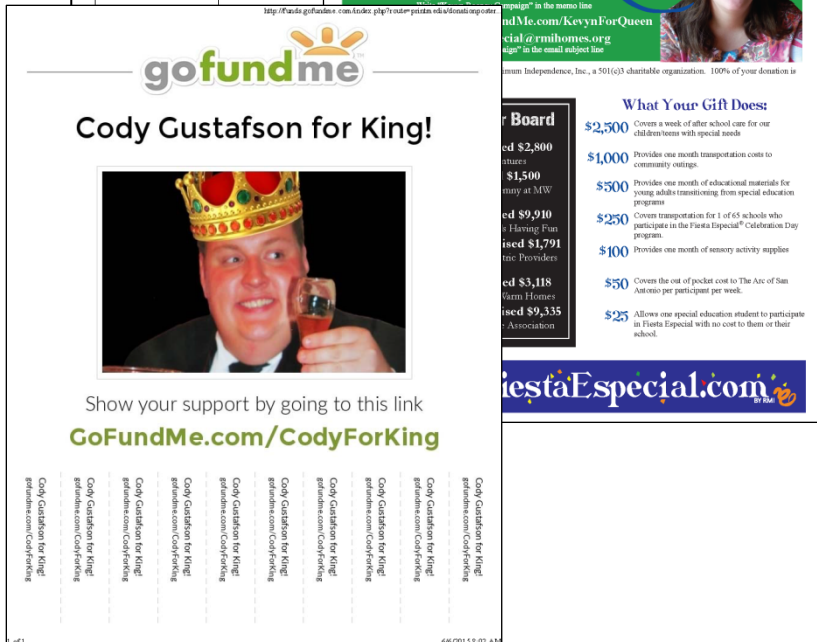 http://funds.gofundme.com/index.php?route=printmedia/donationposter...
gofundme
Cody Gustafson for King!
Show your support by going to this link
GoFundMe.com/CodyForKing
Cody Gustafson for King!
gofundme.com/CodyForKing
Cody Gustafson for King!
gofundme.com/CodyForKing
Cody Gustafson for King!
gofundme.com/CodyForKing
Cody Gustafson for King!
gofundme.com/CodyForKing
Cody Gustafson for King!
gofundme.com/CodyForKing
Cody Gustafson for King!
gofundme.com/CodyForKing
Cody Gustafson for King!
gofundme.com/CodyForKing
Cody Gustafson for King!
gofundme.com/CodyForKing
Cody Gustafson for King!
gofundme.com/CodyForKing
Cody Gustafson for King!
gofundme.com/CodyForKing
1 of 1
AM
in the memo line
ndMe.com/KevynForQueen
cial@rmihomes.org
aign" in the email subject line
mum Independence, Inc., a 501(c)3 charitable organization. 100% of your donation is
r Board
ed $2,800
ntures
$1,500
nny at MW
ed $9,910
s Having Fun
ised $1,791
tric Providers
ed $3,118
Warm Homes
ised $9,335
Association
What Your Gift Does:
$2,500 Covers a week of after school care for our
children/teens with special needs
$1,000 Provides one month transportation costs to
community outings.
$500 Provides one month of educational materials for
young adults transitioning from special education
programs
$250 Covers transportation for 1 of 65 schools who
participate in the Fiesta Especial® Celebration Day
program.
$100 Provides one month of sensory activity supplies
$50 Covers the out of pocket cost to The Arc of San
Antonio per participant per week.
$25 Allows one special education student to participate
in Fiesta Especial with no cost to them or their
school.
iestaEspecial.com
BY RMI